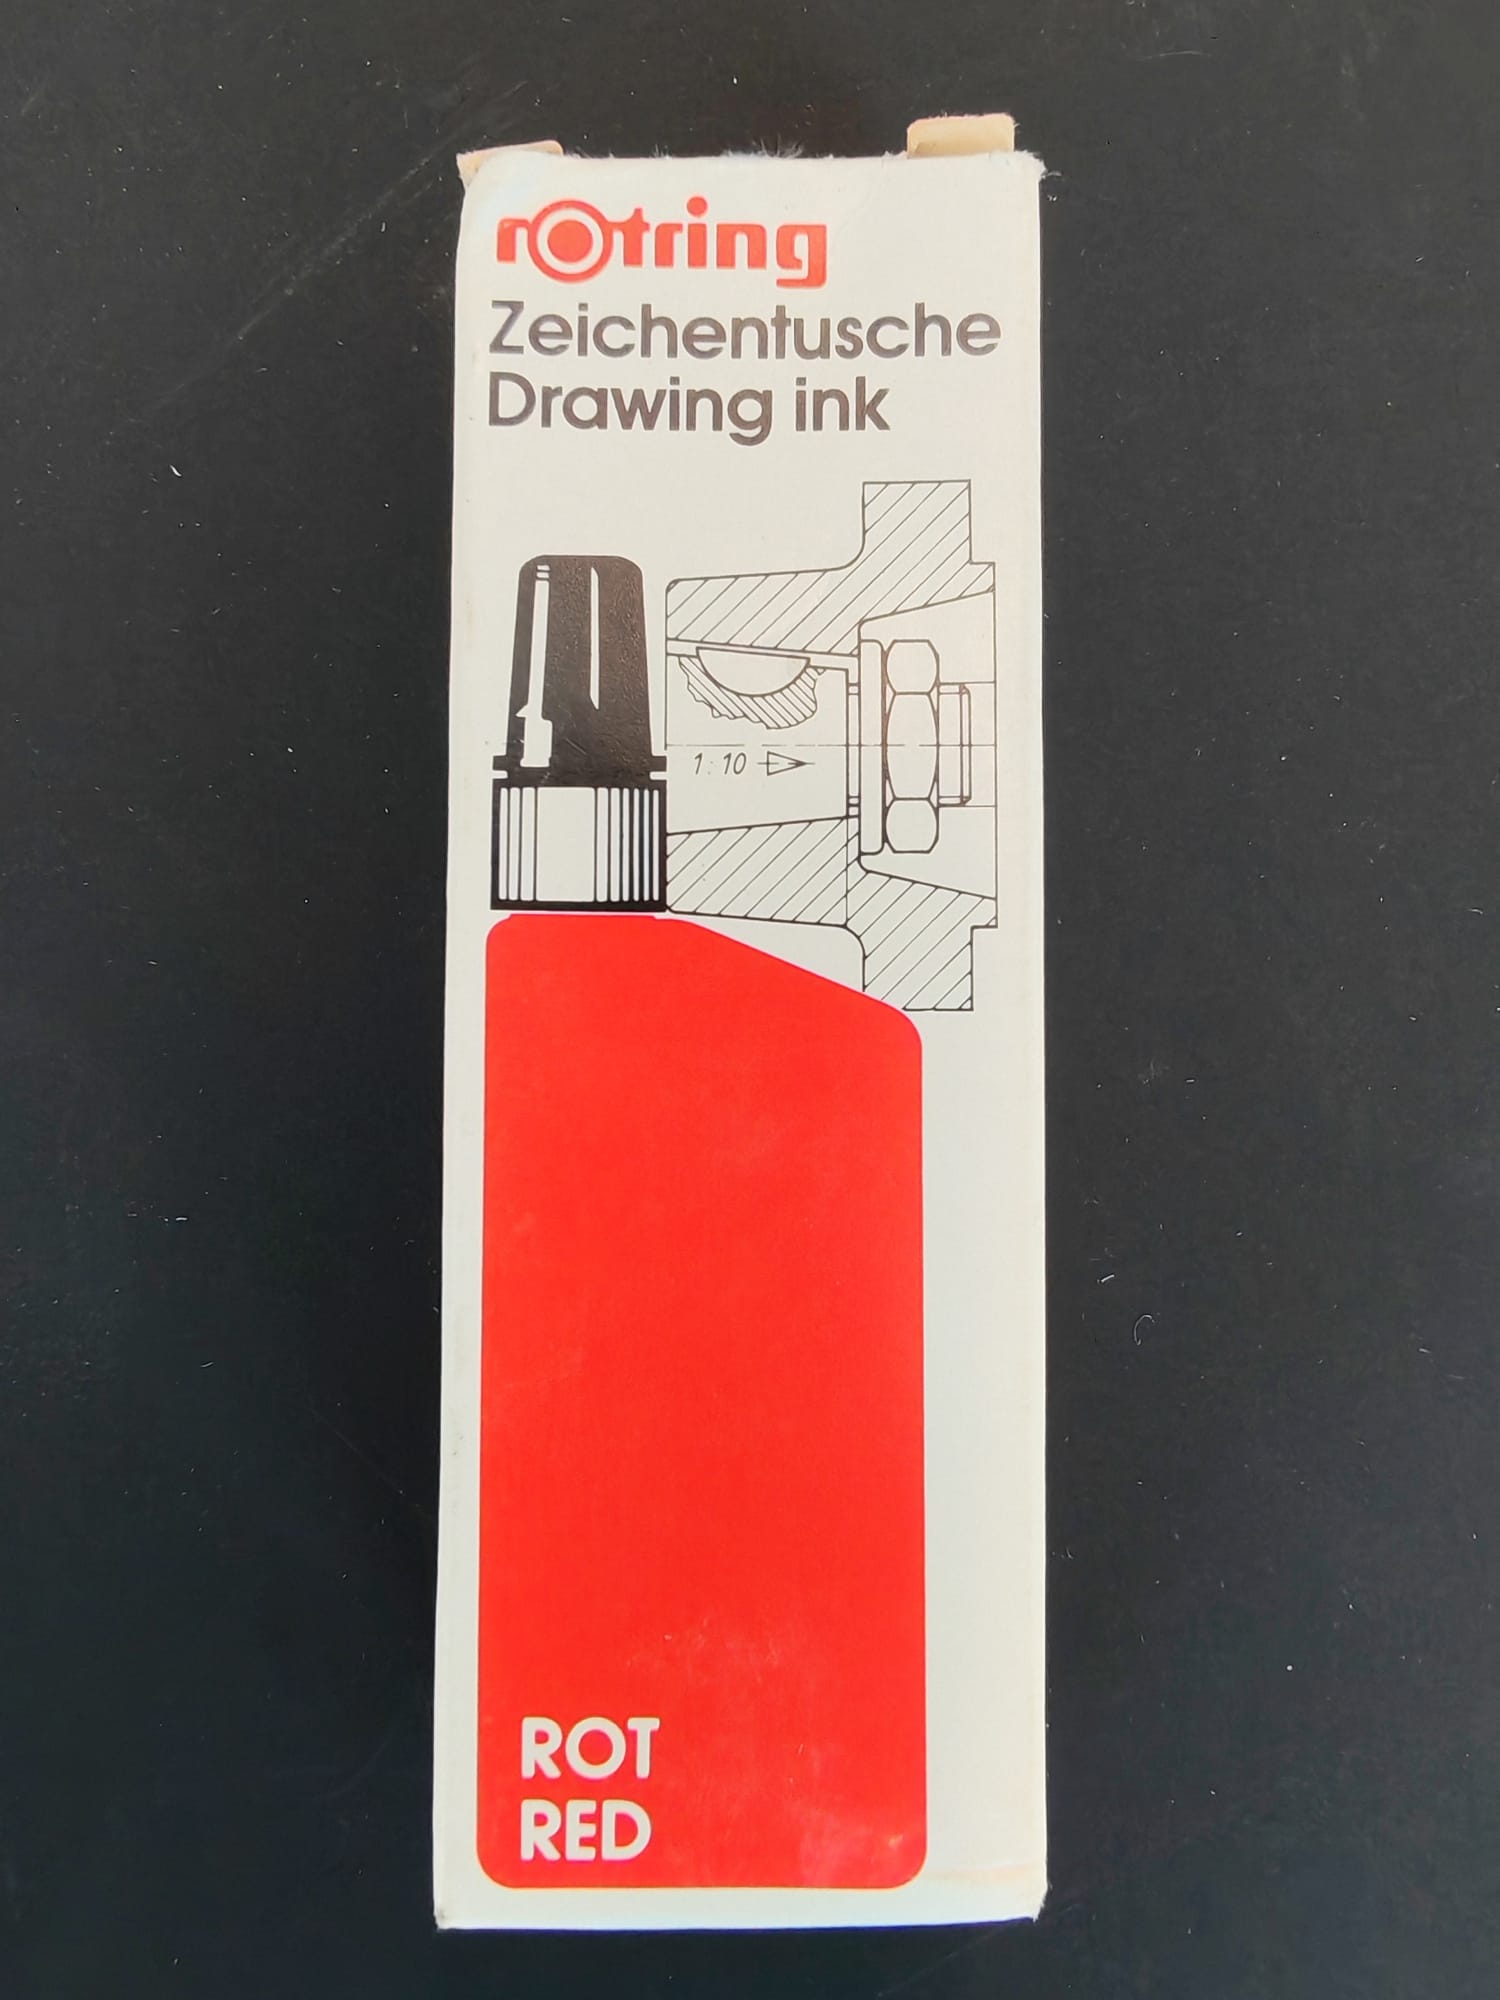 rotring
Zeichentusche
Drawing ink
1:10
ROT
RED